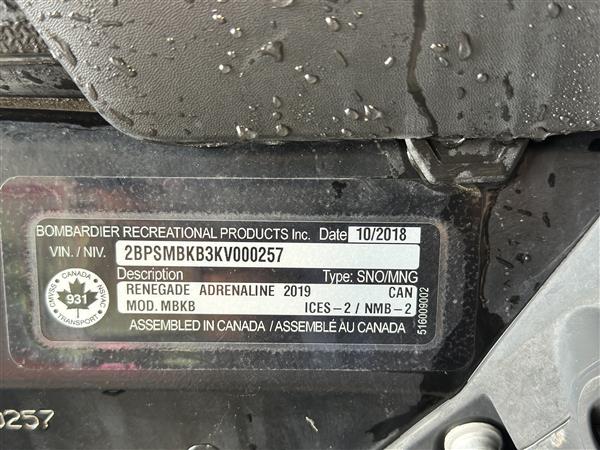 BOMBARDIER RECREATIONAL PRODUCTS Inc. Date 10/2018
VIN. / NIV. 2BPSMBKB3KV000257
Description Type: SNO/MNG
RENEGADE ADRENALINE 2019 CAN
MOD. MBKB ICES-2 / NMB-2
ASSEMBLED IN CANADA / ASSEMBLÉ AU CANADA
CANADA
CMVSS NSVAC
931
TRANSPORT
516009002
0257